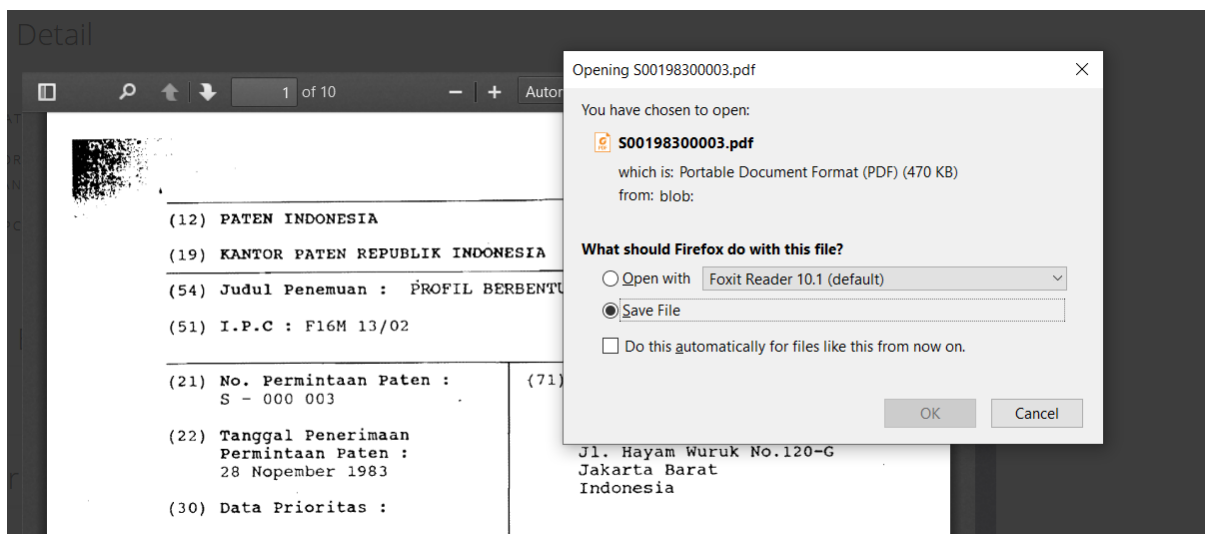 Detail
1 of 10
Opening S00198300003.pdf
You have chosen to open:
S00198300003.pdf
which is: Portable Document Format (PDF) (470 KB)
from: blob:
What should Firefox do with this file?
Open with Foxit Reader 10.1 (default)
Save File
Do this automatically for files like this from now on.
OK Cancel
(12) PATEN INDONESIA
(19) KANTOR PATEN REPUBLIK INDONESIA
(54) Judul Penemuan : PROFIL
(51) I.P.C : F16M 13/02
(21) No. Permintaan Paten :
S - 000 003
(22) Tanggal Penerimaan
Permintaan Paten :
28 Nopember 1983
(30) Data Prioritas :
(71)
Jl. Hayam Wuruk No.120-G
Jakarta Barat
Indonesia